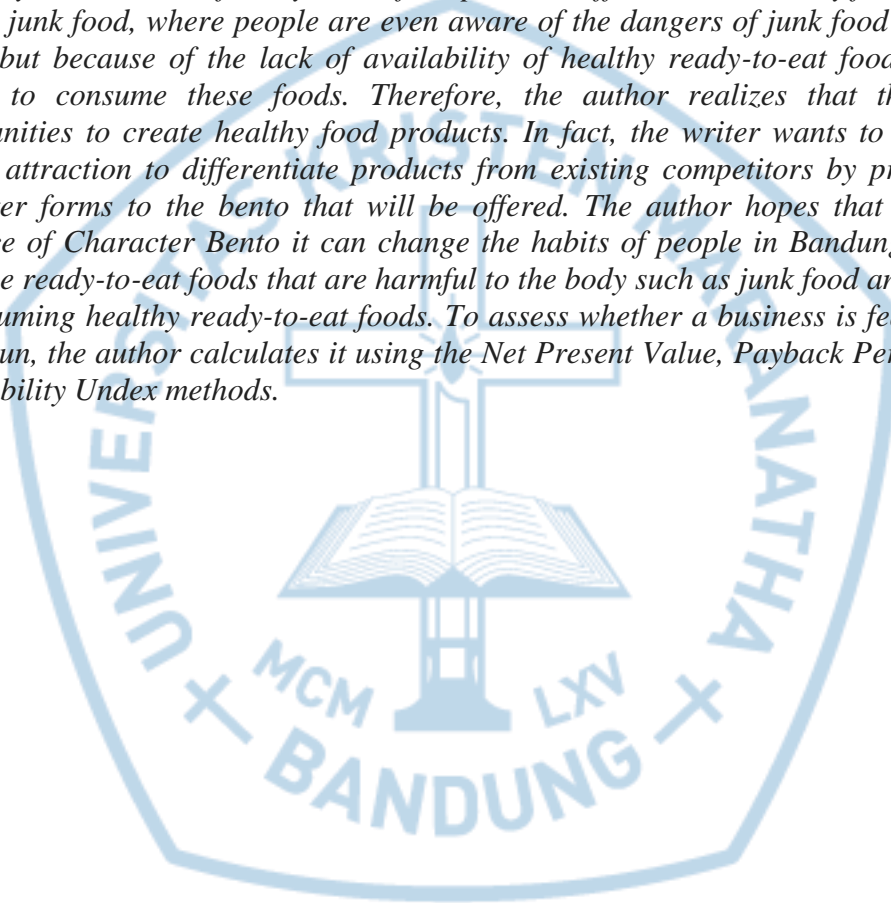 junk food, where people are even aware of the dangers of junk food
but because of the lack of availability of healthy ready-to-eat food
to consume these foods. Therefore, the author realizes that th
unities to create healthy food products. In fact, the writer wants to
attraction to differentiate products from existing competitors by pr
er forms to the bento that will be offered. The author hopes that
e of Character Bento it can change the habits of people in Bandung
e ready-to-eat foods that are harmful to the body such as junk food an
uming healthy ready-to-eat foods. To assess whether a business is fe
un, the author calculates it using the Net Present Value, Payback Per
bility Undex methods.
UNIVERSITAS KRISTEN MARANATHA
MCM LXV
BANDUNG